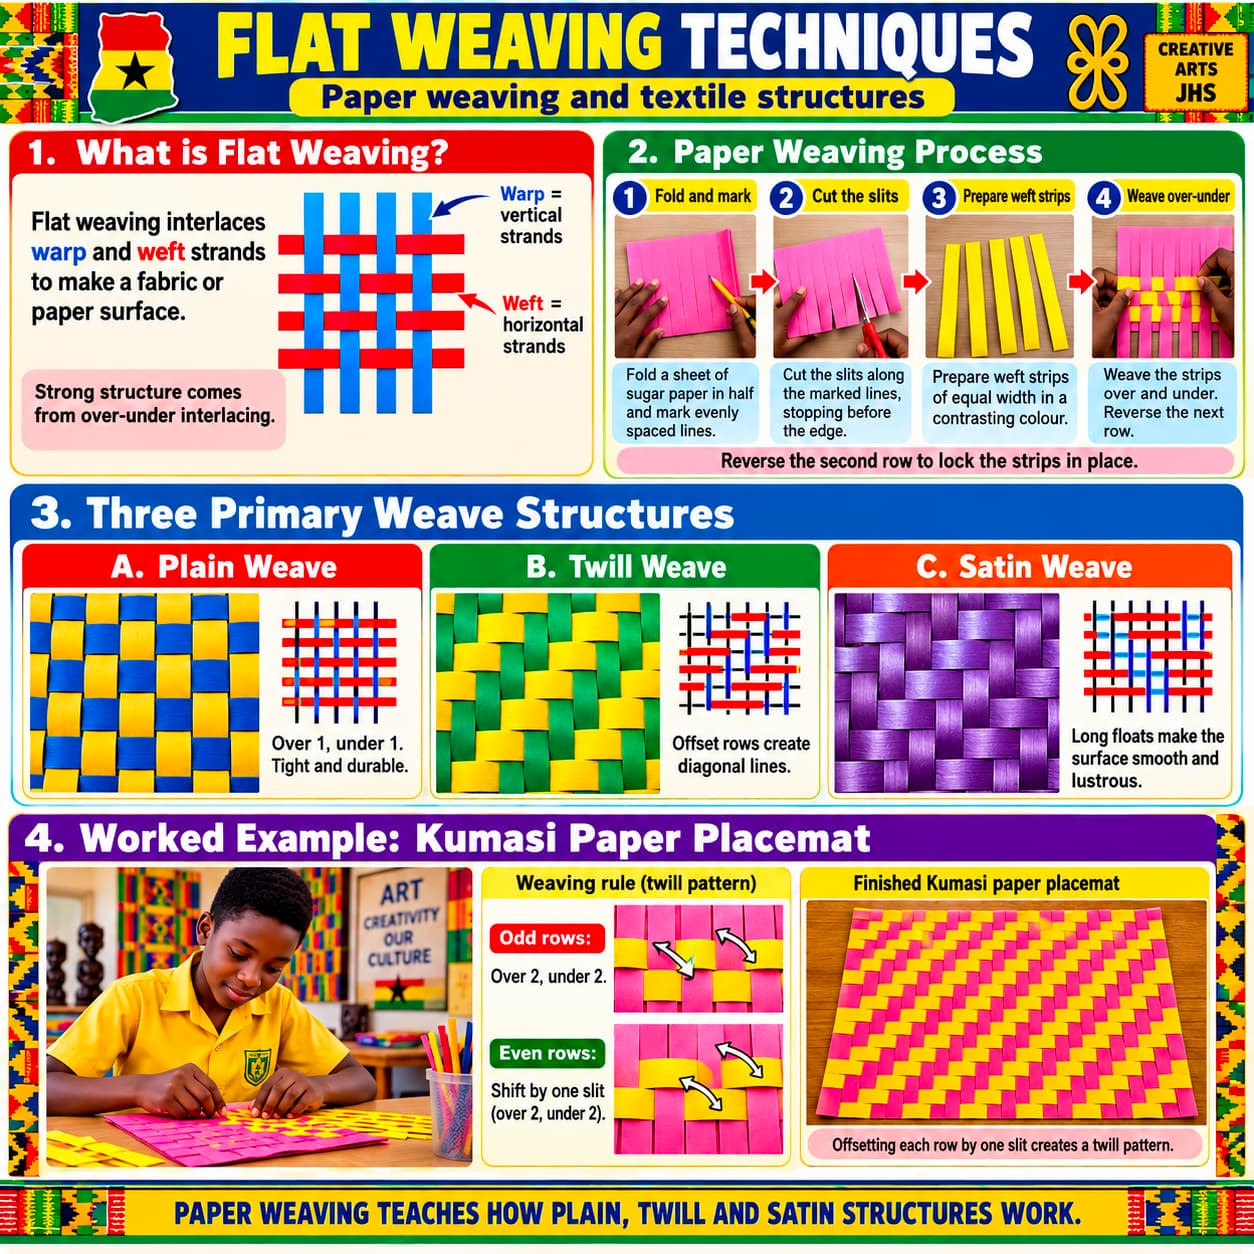 FLAT WEAVING TECHNIQUES
Paper weaving and textile structures
CREATIVE
ARTS
JHS
1. What is Flat Weaving?
Flat weaving interlaces
warp and weft strands
to make a fabric or
paper surface.
Strong structure comes
from over-under interlacing.
Warp =
vertical
strands
Weft =
horizontal
strands
2. Paper Weaving Process
1 Fold and mark
Fold a sheet of
sugar paper in half
and mark evenly
spaced lines.
2 Cut the slits
Cut the slits along
the marked lines,
stopping before
the edge.
3 Prepare weft strips
Prepare weft strips
of equal width in a
contrasting colour.
4 Weave over-under
Weave the strips
over and under.
Reverse the next
row.
Reverse the second row to lock the strips in place.
3. Three Primary Weave Structures
A. Plain Weave
Over 1, under 1.
Tight and durable.
B. Twill Weave
Offset rows create
diagonal lines.
C. Satin Weave
Long floats make the
surface smooth and
lustrous.
4. Worked Example: Kumasi Paper Placemat
ART
CREATIVITY
OUR
CULTURE
Weaving rule (twill pattern)
Odd rows:
Over 2, under 2.
Even rows:
Shift by one slit
(over 2, under 2).
Finished Kumasi paper placemat
Offsetting each row by one slit creates a twill pattern.
PAPER WEAVING TEACHES HOW PLAIN, TWILL AND SATIN STRUCTURES WORK.